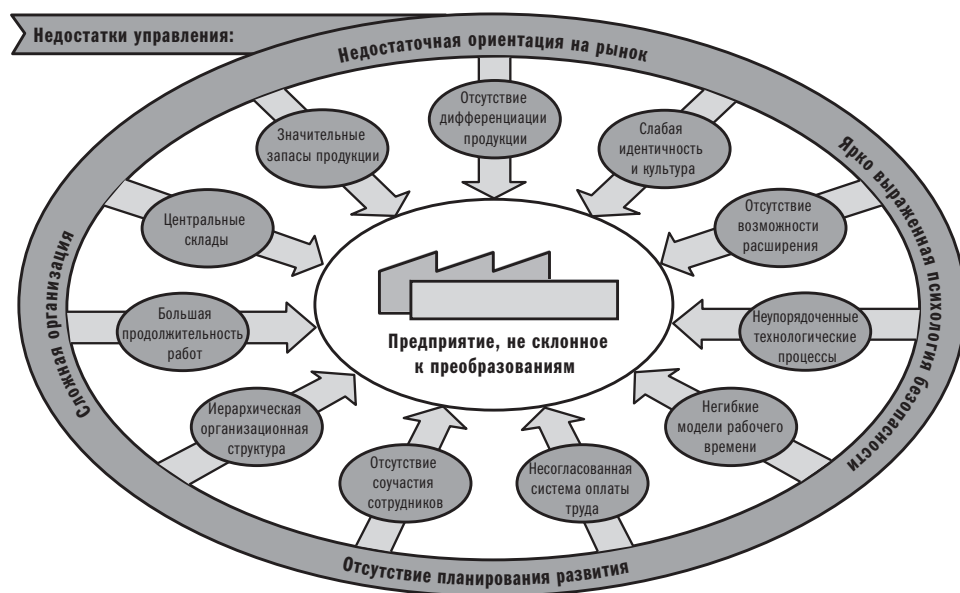 Недостатки управления:
Недостаточная ориентация на рынок
Ярко выраженная психология безопасности
Отсутствие планирования развития
Сложная организация
Отсутствие
дифференциации
продукции
Слабая
идентичность
и культура
Отсутствие
возможности
расширения
Неупорядоченные
технологические
процессы
Негибкие
модели рабочего
времени
Несогласованная
система оплаты
труда
Отсутствие
соучастия
сотрудников
Иерархическая
организационная
структура
Большая
продолжительность
работ
Центральные
склады
Значительные
запасы продукции
Предприятие, не склонное
к преобразованиям